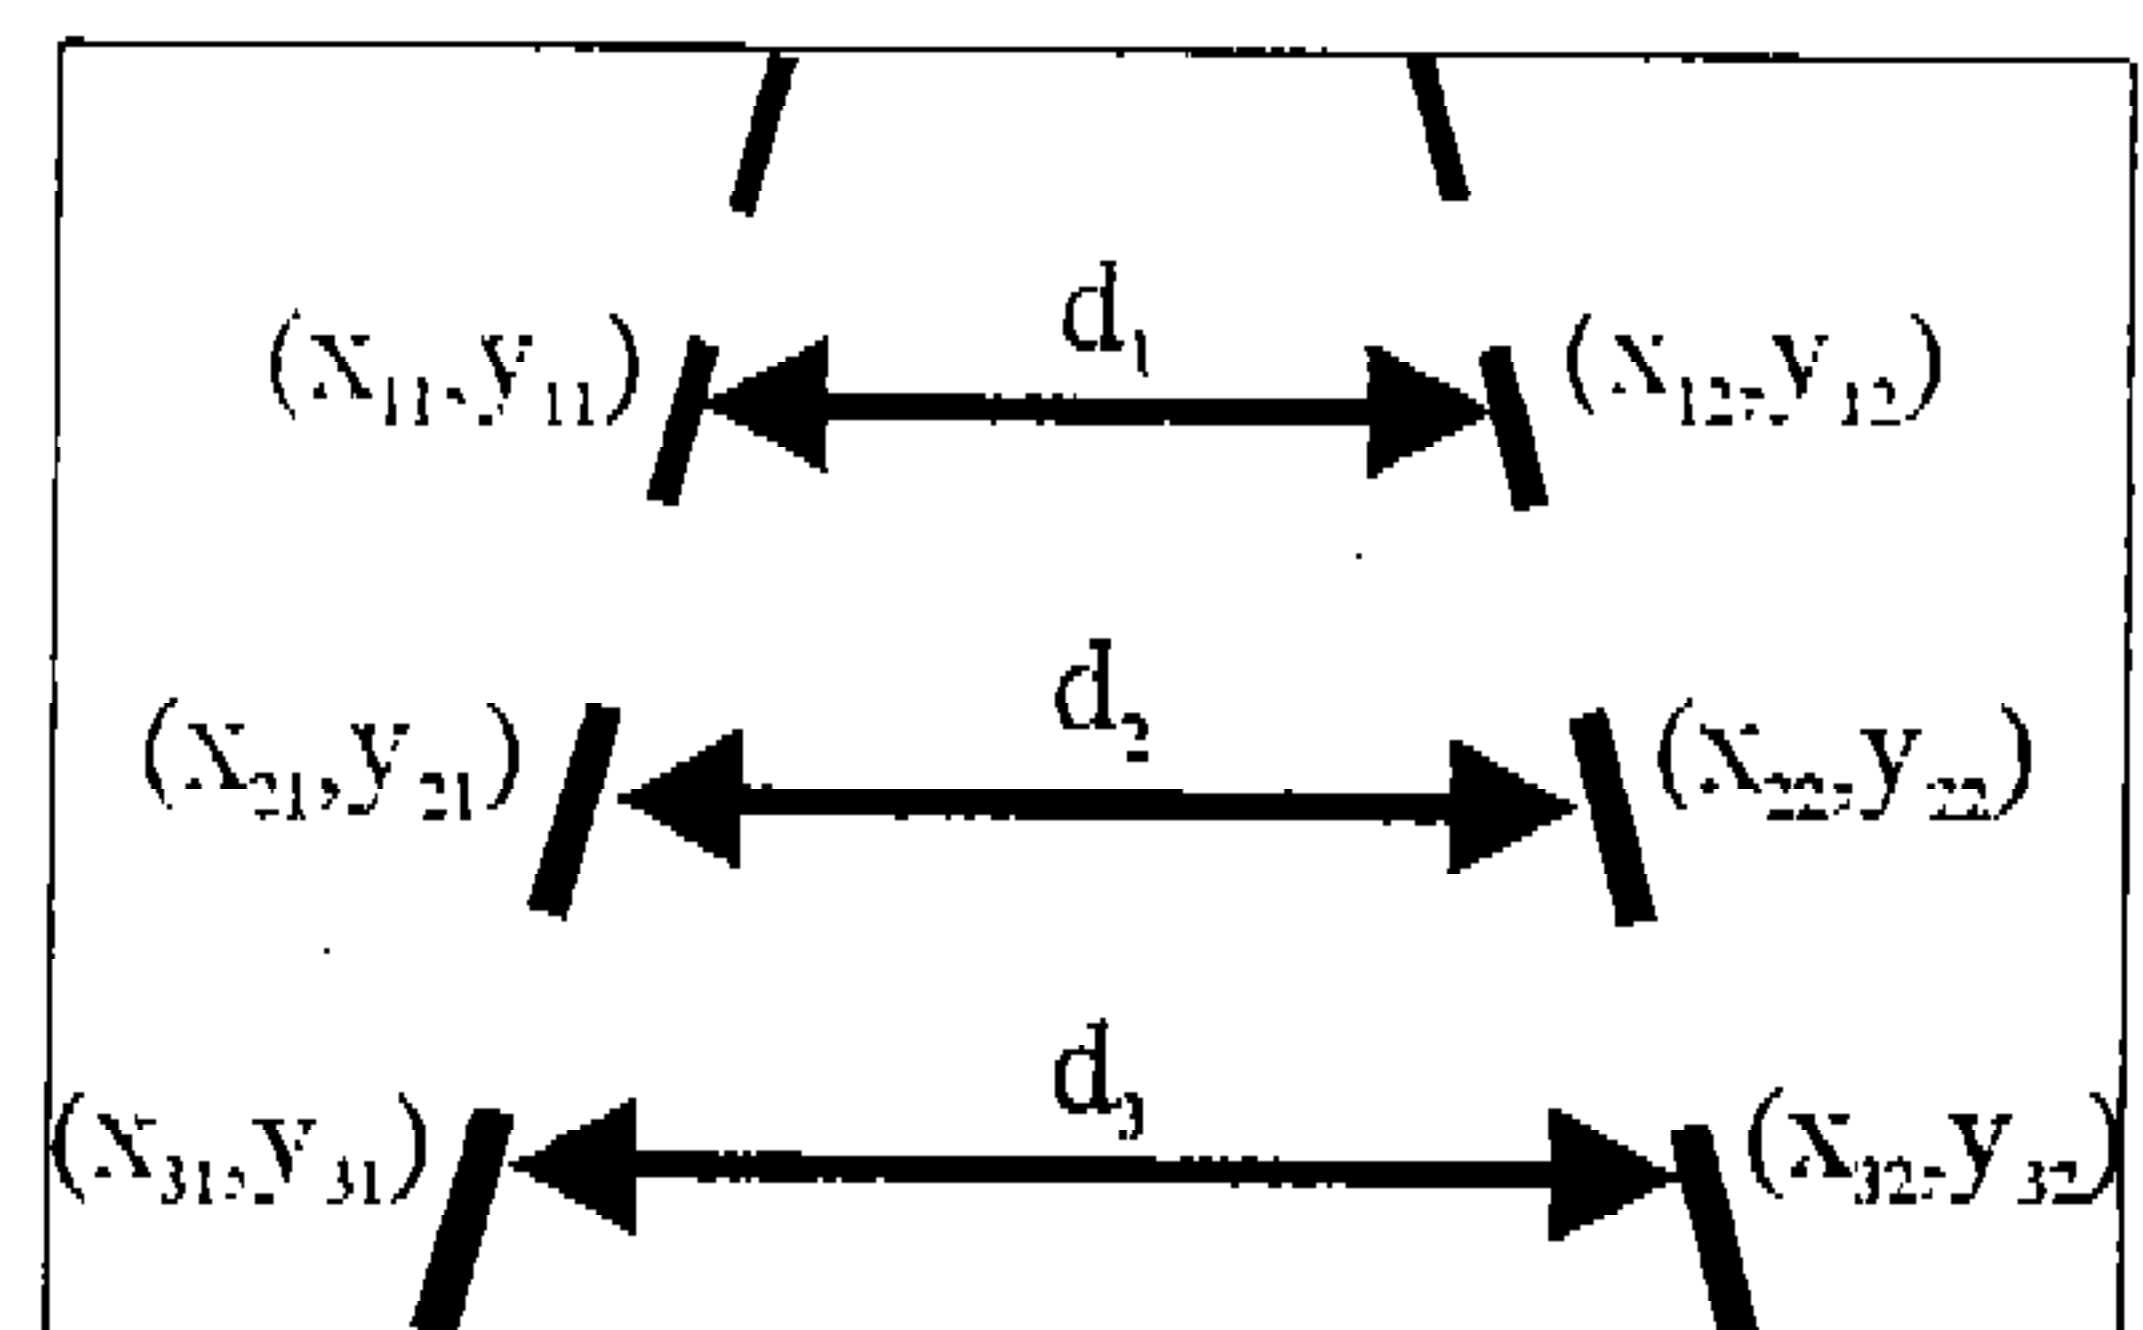 d₁
(x₁₁,y₁₁) (x₁₂,y₁₂)
d₂
(x₂₁,y₂₁) (x₂₂,y₂₂)
d₃
(x₃₁,y₃₁) (x₃₂,y₃₂)